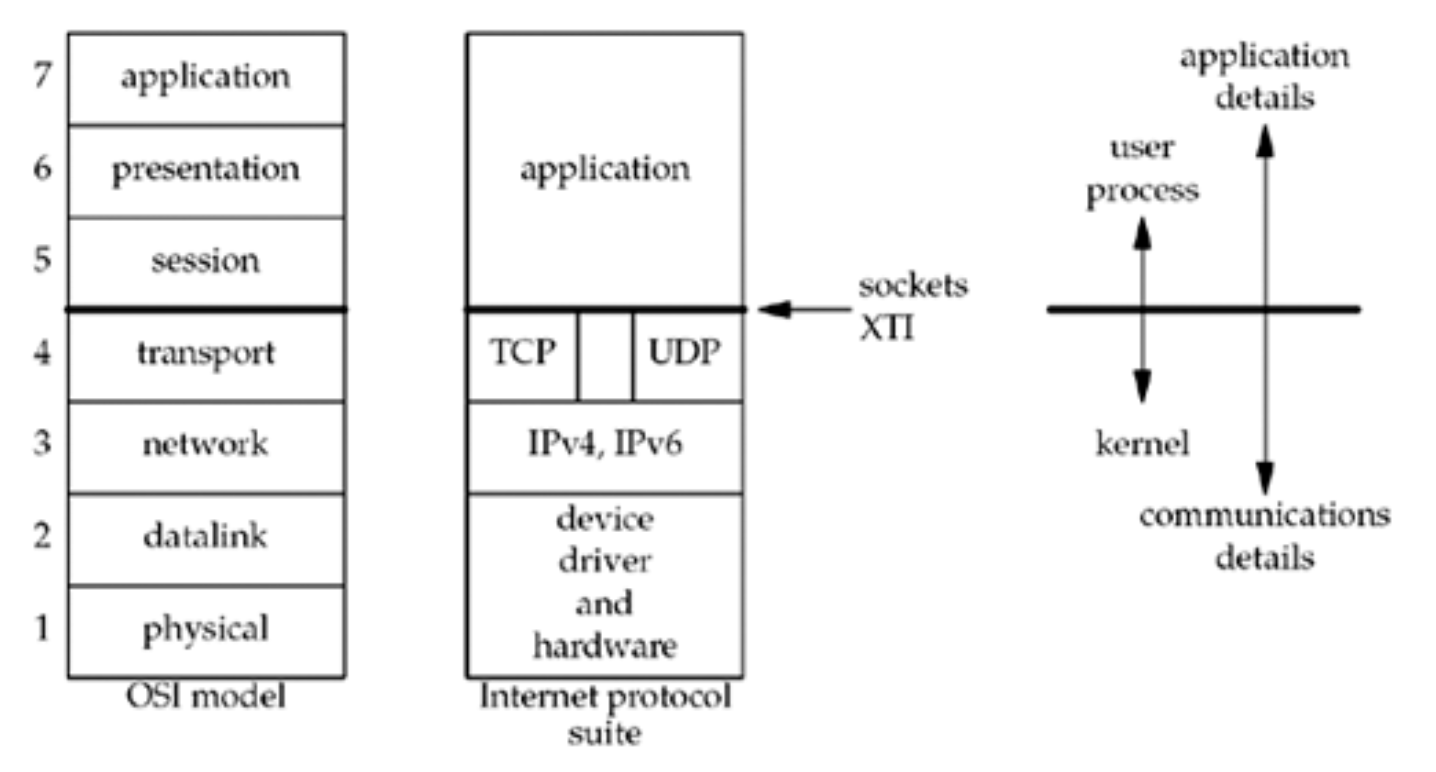 7
application
6
presentation
5
session
4
transport
3
network
2
datalink
1
physical
OSI model
application
TCP
UDP
IPv4, IPv6
device
driver
and
hardware
Internet protocol
suite
sockets
XTI
application
details
user
process
kernel
communications
details